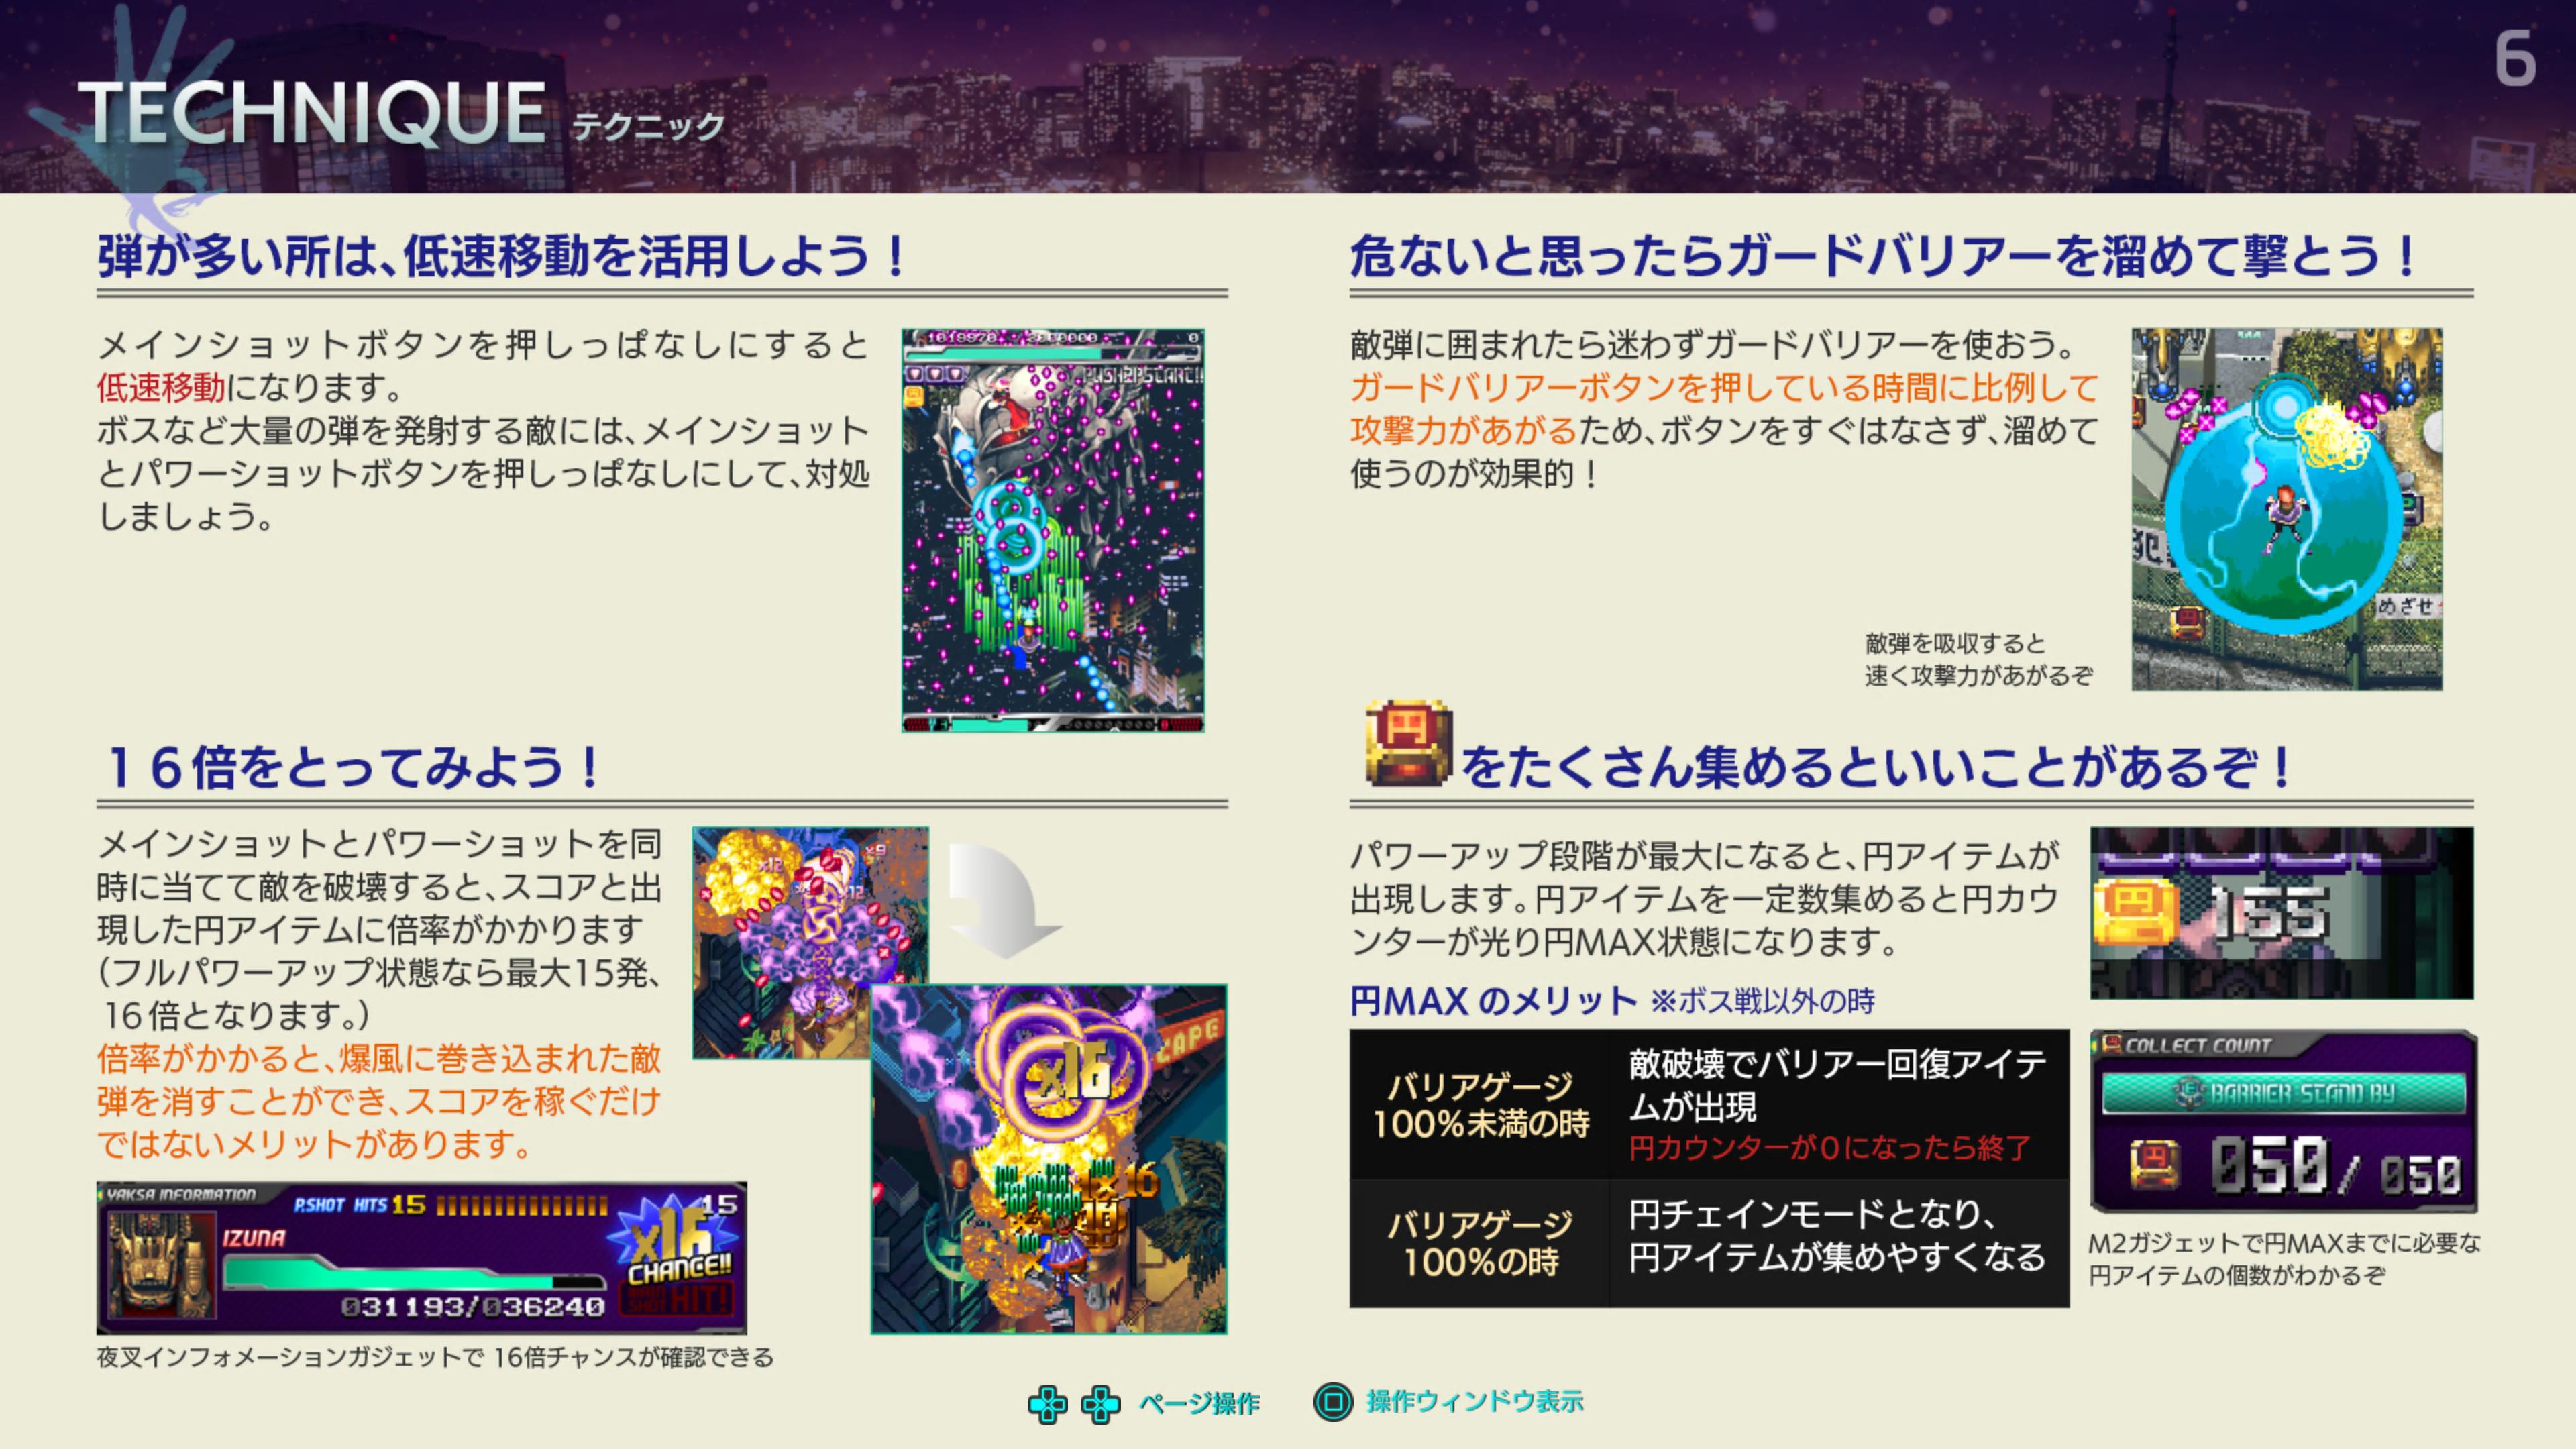 TECHNIQUE テクニック
6
弾が多い所は、低速移動を活用しよう！
メインショットボタンを押しっぱなしにすると
低速移動になります。
ボスなど大量の弾を発射する敵には、メインショット
とパワーショットボタンを押しっぱなしにして、対処
しましょう。
PUSH2PSTART!!
１６倍をとってみよう！
メインショットとパワーショットを同
時に当てて敵を破壊すると、スコアと出
現した円アイテムに倍率がかかります
（フルパワーアップ状態なら最大15発、
16倍となります。）
倍率がかかると、爆風に巻き込まれた敵
弾を消すことができ、スコアを稼ぐだけ
ではないメリットがあります。
x12
x9
x16
CAPE
YAKSA INFORMATION
P.SHOT HITS 15
15
IZUNA
x16
CHANCE!!
HIT!
031193/036240
夜叉インフォメーションガジェットで 16倍チャンスが確認できる
危ないと思ったらガードバリアーを溜めて撃とう！
敵弾に囲まれたら迷わずガードバリアーを使おう。
ガードバリアーボタンを押している時間に比例して
攻撃力があがるため、ボタンをすぐはなさず、溜めて
使うのが効果的！
めざせ
敵弾を吸収すると
速く攻撃力があがるぞ
円
をたくさん集めるといいことがあるぞ！
パワーアップ段階が最大になると、円アイテムが
出現します。円アイテムを一定数集めると円カウ
ンターが光り円MAX状態になります。
円 155
円MAX のメリット ※ボス戦以外の時
バリアゲージ
100%未満の時
敵破壊でバリアー回復アイテ
ムが出現
円カウンターが０になったら終了
バリアゲージ
100%の時
円チェインモードとなり、
円アイテムが集めやすくなる
COLLECT COUNT
BARRIER STAND BY
円 050/050
M2ガジェットで円MAXまでに必要な
円アイテムの個数がわかるぞ
ページ操作
操作ウィンドウ表示